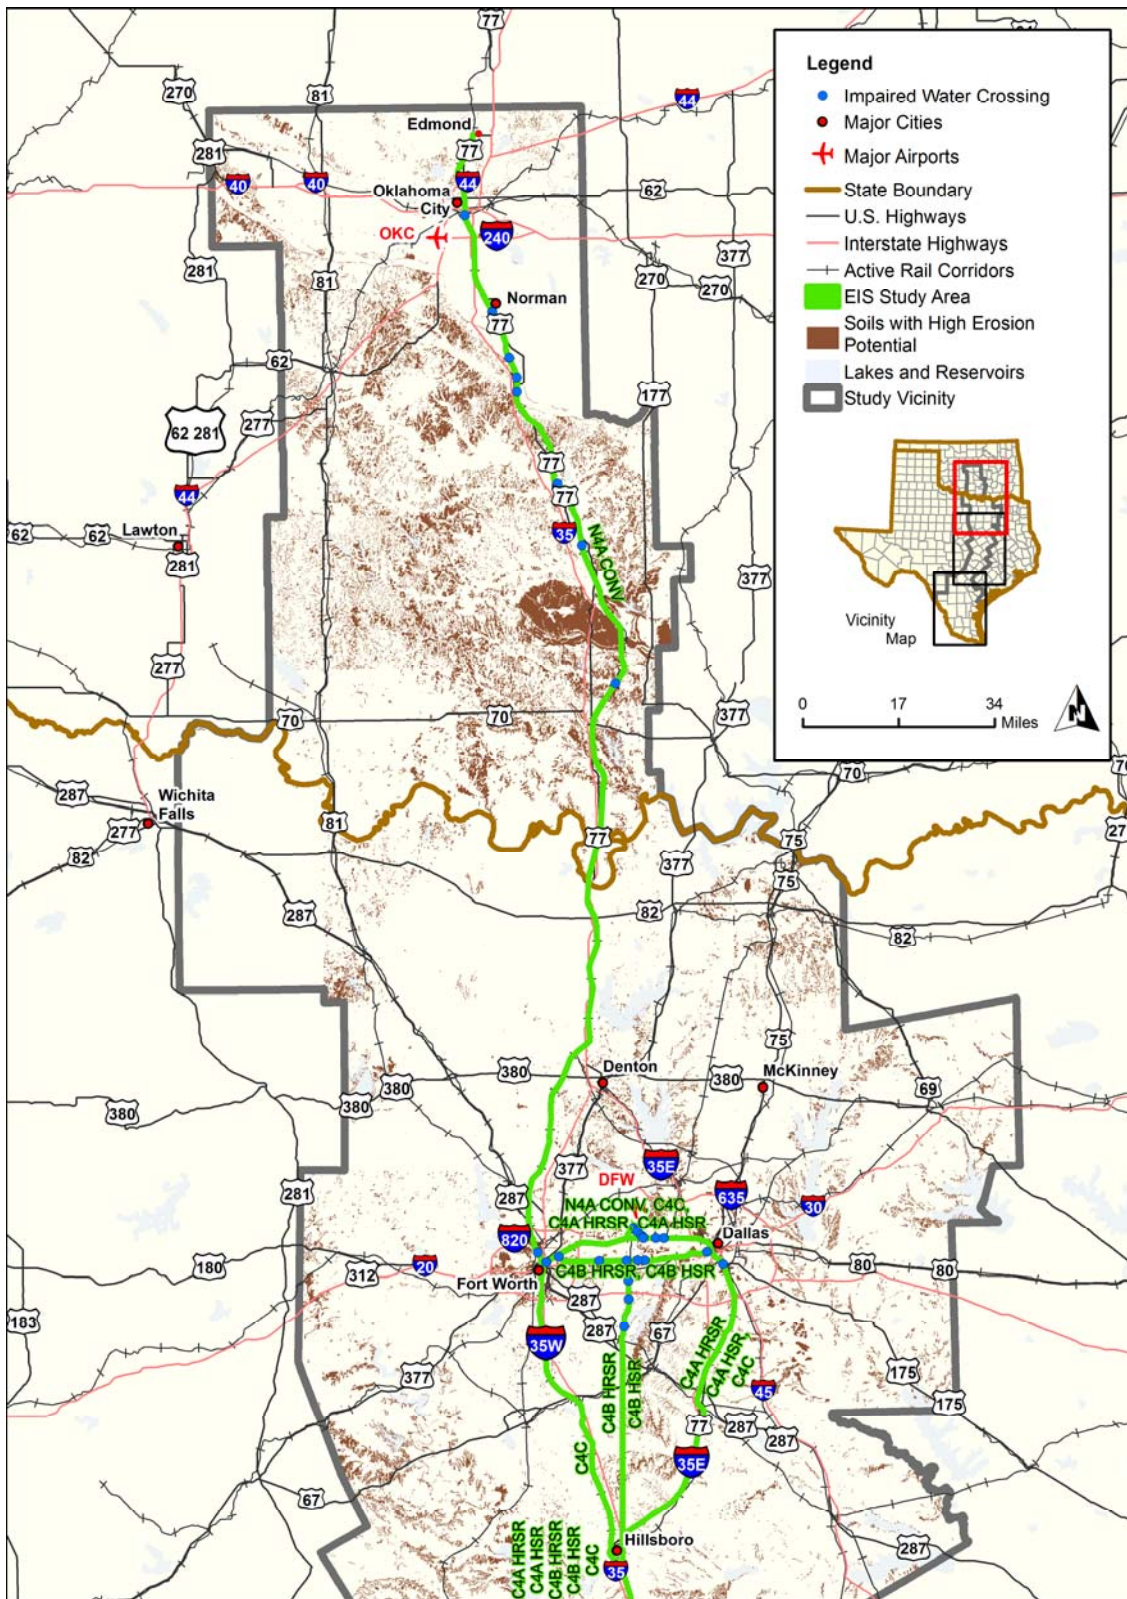 77
81
270
44
Edmond
77
281
40
40
44
Oklahoma
City
62
OKC
240
377
281
81
270
270
Norman
77
62
177
277
62 281
77
77
44
35
Lawton
62
62
281
N4A CONV
377
277
70
70
377
70
70
287
Wichita
Falls
81
277
82
77
75
377
75
287
82
82
75
Denton
McKinney
380
380
380
380
380
69
377
35E
DFW
287
281
635
30
N4A CONV, C4C,
C4A HRSR, C4A HSR
820
Dallas
180
20
312
80
80
C4B HRSR, C4B HSR
Fort Worth
287
183
287
67
35W
C4A HRSR
C4A HSR,
C4C
C4B HRSR
C4B HSR
377
175
45
175
77
287
287
C4C
35E
67
Hillsboro
287
35
C4A HRSR
C4A HSR
C4B HRSR
C4B HSR
C4C
Legend
Impaired Water Crossing
Major Cities
Major Airports
State Boundary
U.S. Highways
Interstate Highways
Active Rail Corridors
EIS Study Area
Soils with High Erosion
Potential
Lakes and Reservoirs
Study Vicinity
Vicinity
Map
0 17 34
Miles
N